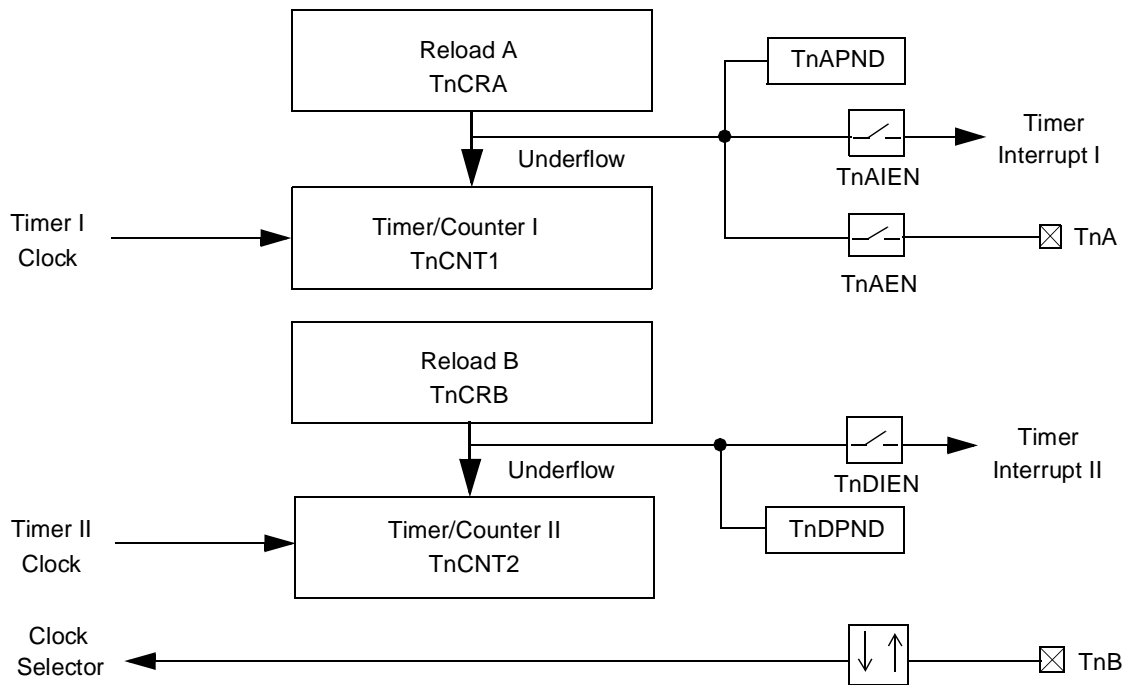 Reload A
TnCRA
TnAPND
Timer
Interrupt I
Underflow
TnAIEN
Timer I
Clock
Timer/Counter I
TnCNT1
TnA
TnAEN
Reload B
TnCRB
Timer
Interrupt II
Underflow
TnDIEN
Timer II
Clock
Timer/Counter II
TnCNT2
TnDPND
Clock
Selector
TnB